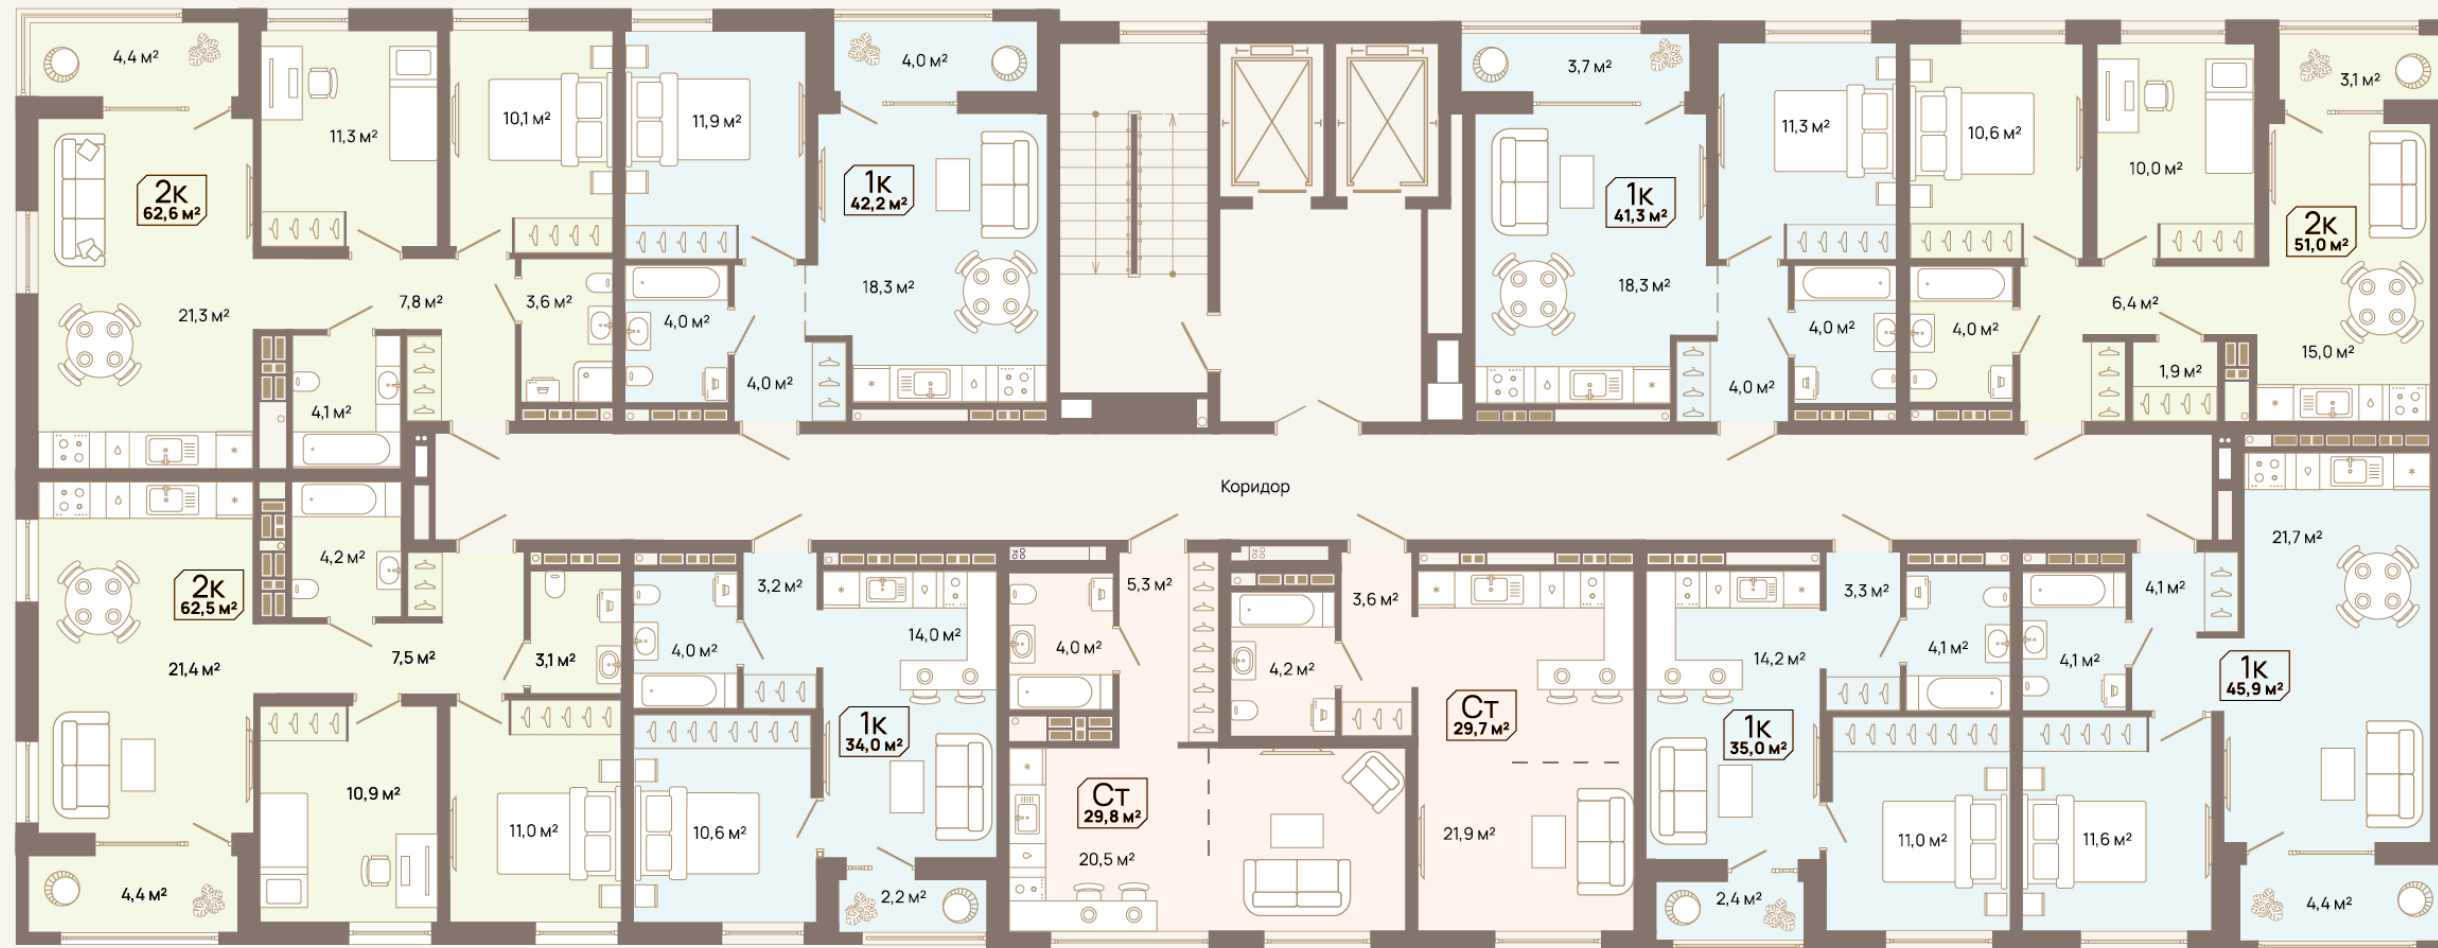 4,4 м²
11,3 м²
10,1 м²
11,9 м²
4,0 м²
3,7 м²
11,3 м²
10,6 м²
10,0 м²
3,1 м²
2К
62,6 м²
1К
42,2 м²
1К
41,3 м²
2К
51,0 м²
21,3 м²
7,8 м²
3,6 м²
4,0 м²
18,3 м²
18,3 м²
4,0 м²
4,0 м²
6,4 м²
15,0 м²
4,1 м²
4,0 м²
4,0 м²
1,9 м²
Коридор
4,2 м²
3,2 м²
5,3 м²
3,6 м²
3,3 м²
4,1 м²
21,7 м²
2К
62,5 м²
21,4 м²
7,5 м²
3,1 м²
4,0 м²
14,0 м²
4,0 м²
4,2 м²
14,2 м²
4,1 м²
4,1 м²
1К
34,0 м²
Ст
29,7 м²
1К
35,0 м²
1К
45,9 м²
10,9 м²
11,0 м²
10,6 м²
Ст
29,8 м²
20,5 м²
21,9 м²
11,0 м²
11,6 м²
4,4 м²
2,2 м²
2,4 м²
4,4 м²